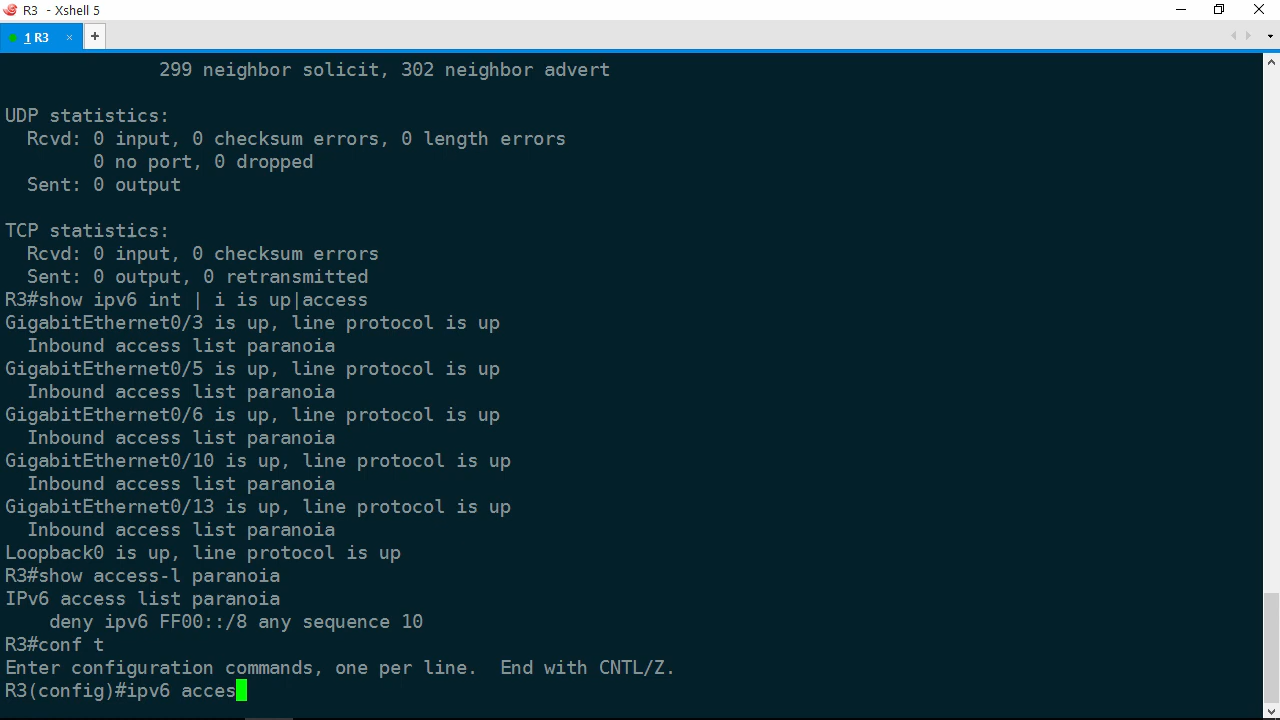 R3 - Xshell 5
1 R3
299 neighbor solicit, 302 neighbor advert
UDP statistics:
Rcvd: 0 input, 0 checksum errors, 0 length errors
0 no port, 0 dropped
Sent: 0 output
TCP statistics:
Rcvd: 0 input, 0 checksum errors
Sent: 0 output, 0 retransmitted
R3#show ipv6 int | i is up|access
GigabitEthernet0/3 is up, line protocol is up
Inbound access list paranoia
GigabitEthernet0/5 is up, line protocol is up
Inbound access list paranoia
GigabitEthernet0/6 is up, line protocol is up
Inbound access list paranoia
GigabitEthernet0/10 is up, line protocol is up
Inbound access list paranoia
GigabitEthernet0/13 is up, line protocol is up
Inbound access list paranoia
Loopback0 is up, line protocol is up
R3#show access-l paranoia
IPv6 access list paranoia
deny ipv6 FF00::/8 any sequence 10
R3#conf t
Enter configuration commands, one per line. End with CNTL/Z.
R3(config)#ipv6 acces